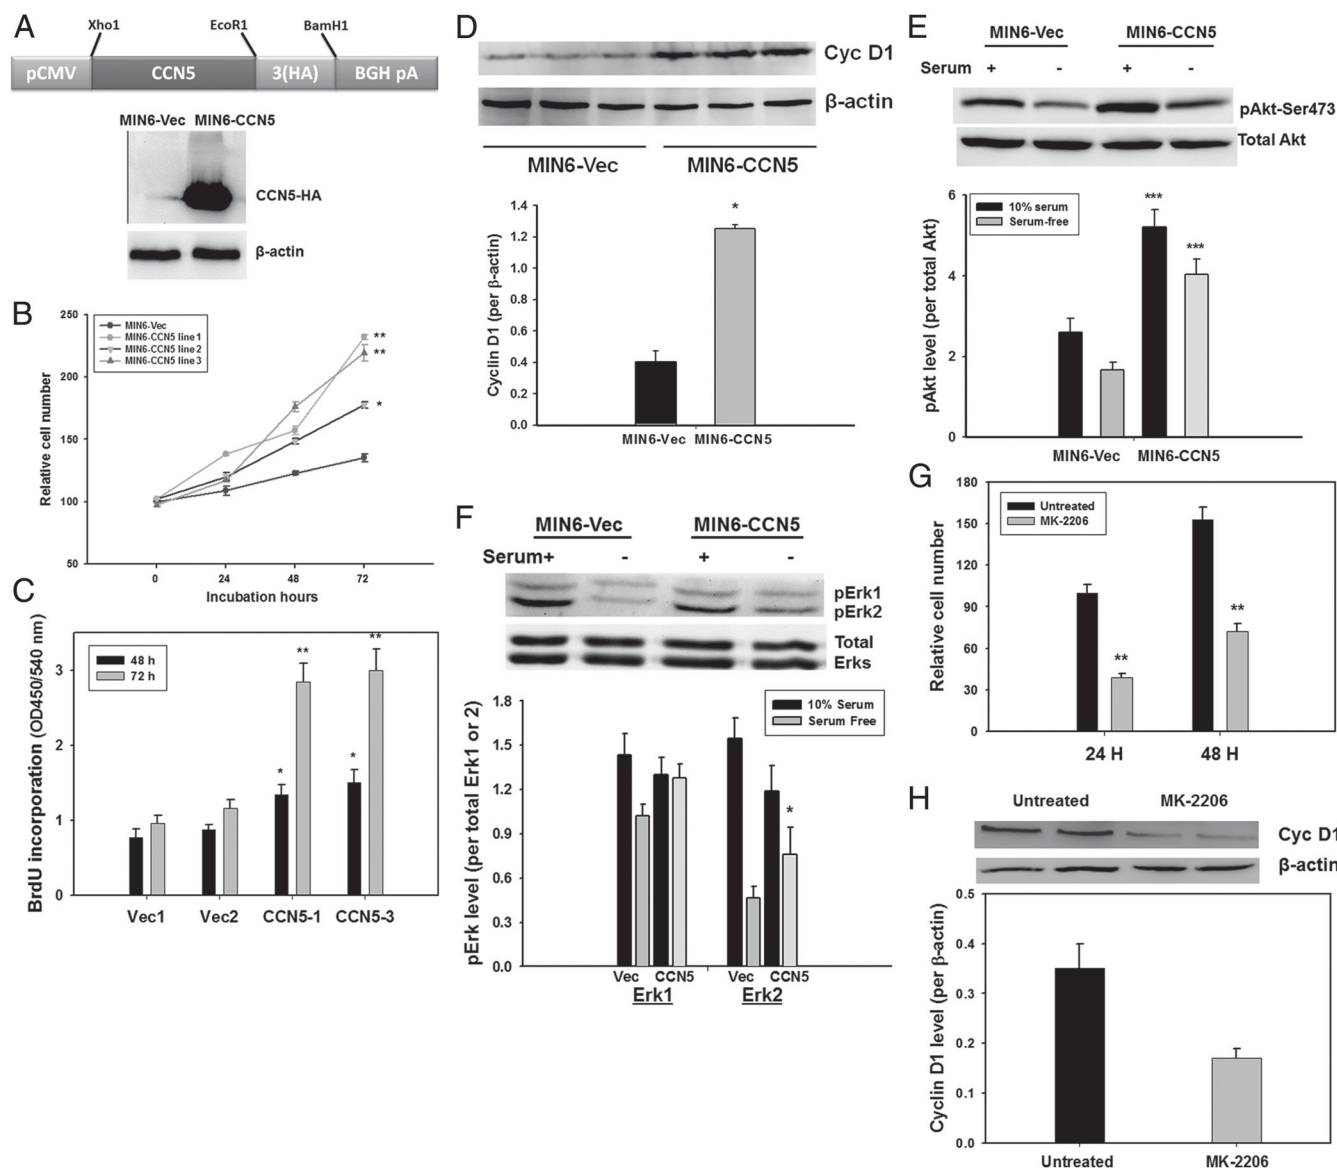 A
Xho1 EcoR1 BamH1
pCMV CCN5 3(HA) BGH pA
MIN6-Vec MIN6-CCN5
CCN5-HA
β-actin
B
250
200
150
100
50
Relative cell number
MIN6-Vec
MIN6-CCN5 line 1
MIN6-CCN5 line 2
MIN6-CCN5 line 3
**
**
*
0 24 48 72
Incubation hours
C
BrdU incorporation (OD450/540 nm)
3
2
1
0
48 h
72 h
* ** * **
Vec1 Vec2 CCN5-1 CCN5-3
D
Cyc D1
β-actin
MIN6-Vec MIN6-CCN5
Cyclin D1 (per β-actin)
1.4
1.2
1.0
0.8
0.6
0.4
0.2
0.0
*
MIN6-Vec MIN6-CCN5
E
MIN6-Vec MIN6-CCN5
Serum + - + -
pAkt-Ser473
Total Akt
pAkt level (per total Akt)
6
4
2
0
10% serum
Serum-free
*** ***
MIN6-Vec MIN6-CCN5
F
MIN6-Vec MIN6-CCN5
Serum+ - + -
pErk1
pErk2
Total
Erks
pErk level (per total Erk1 or 2)
1.8
1.5
1.2
0.9
0.6
0.3
0.0
10% Serum
Serum Free
*
Vec CCN5 Vec CCN5
Erk1 Erk2
G
Relative cell number
180
150
120
90
60
30
0
Untreated
MK-2206
** **
24 H 48 H
H
Untreated MK-2206
Cyc D1
β-actin
Cyclin D1 level (per β-actin)
0.5
0.4
0.3
0.2
0.1
0.0
Untreated MK-2206